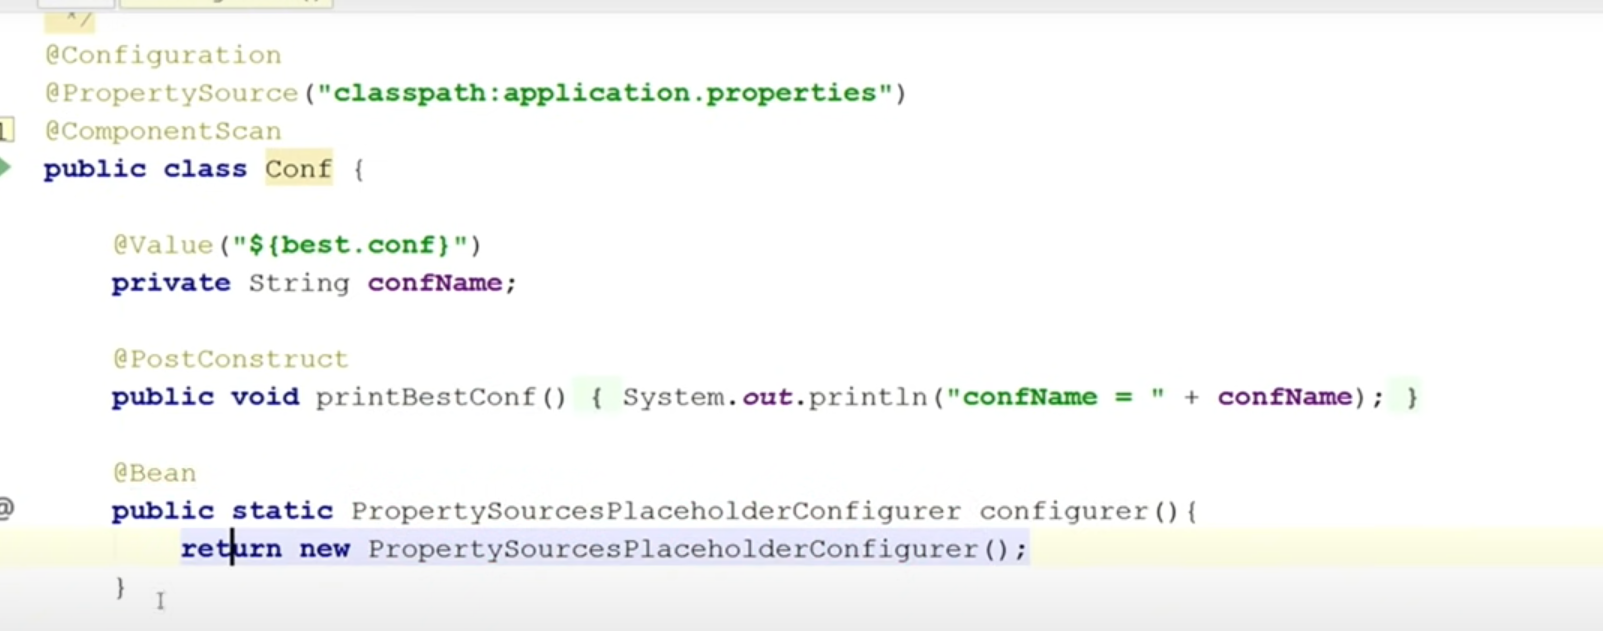 */
@Configuration
@PropertySource("classpath:application.properties")
@ComponentScan
public class Conf {
@Value("${best.conf}")
private String confName;
@PostConstruct
public void printBestConf() { System.out.println("confName = " + confName); }
@Bean
@ public static PropertySourcesPlaceholderConfigurer configurer(){
return new PropertySourcesPlaceholderConfigurer();
}